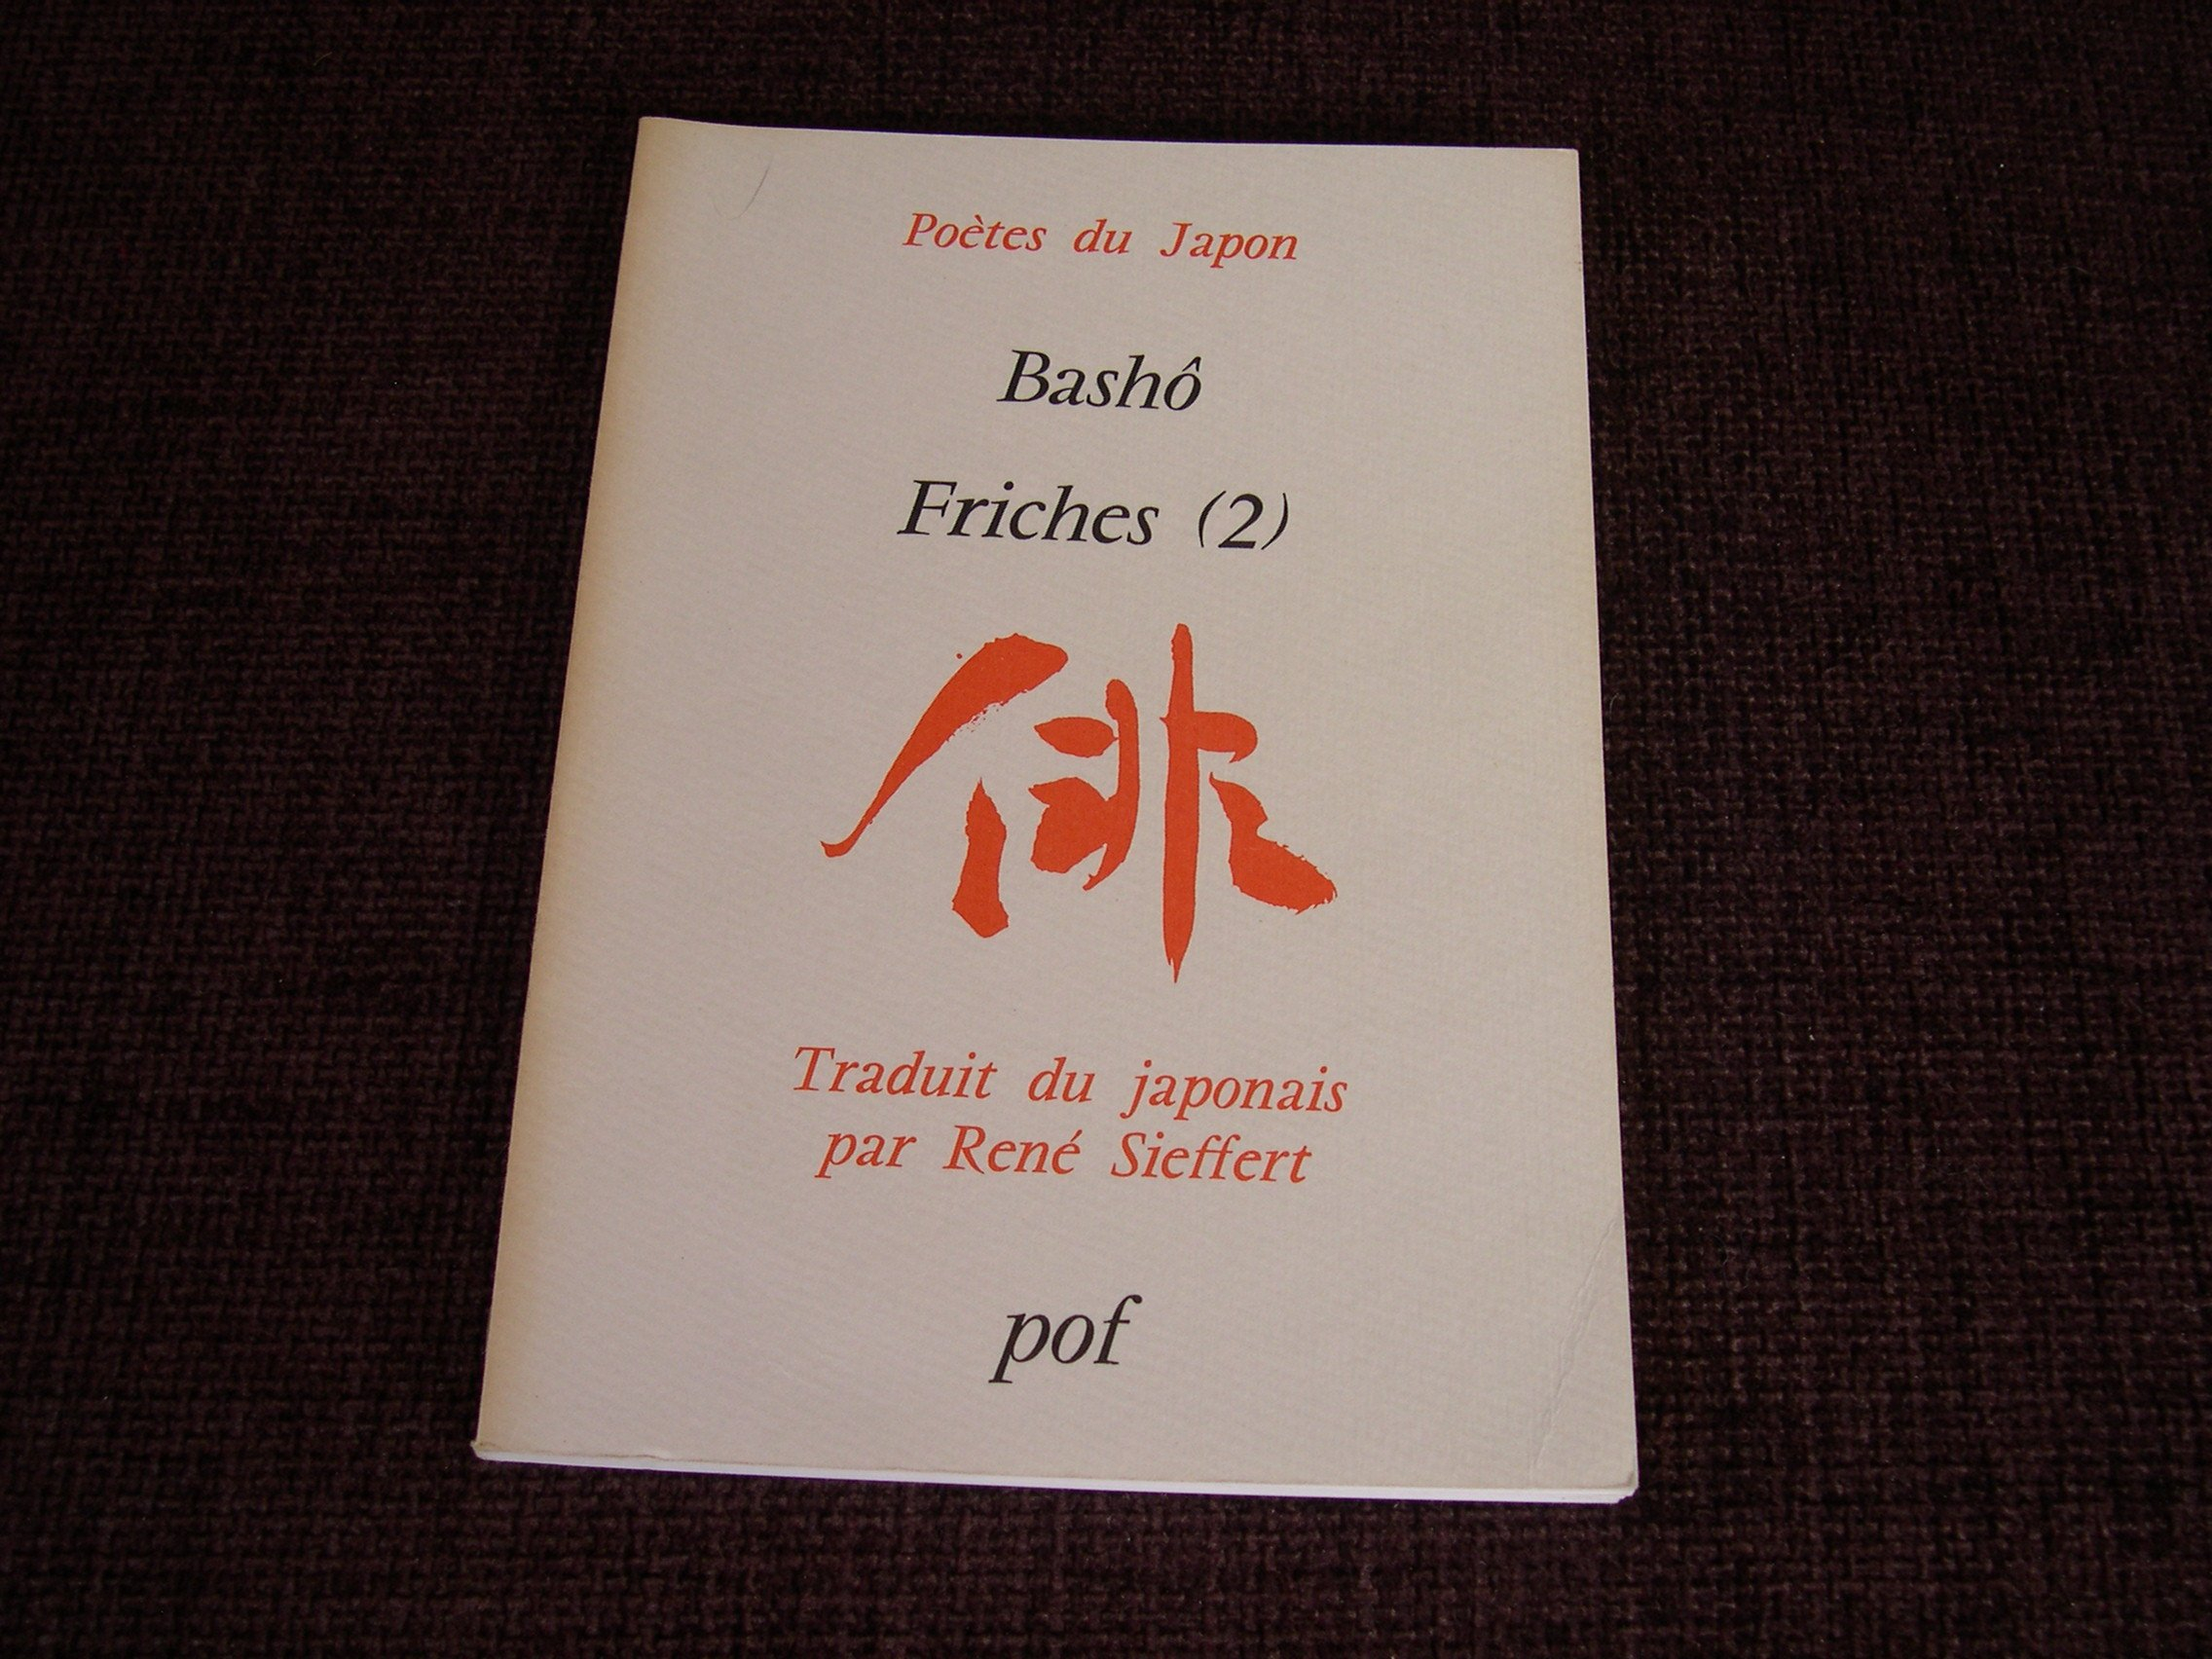 Poètes du Japon
Bashô
Friches (2)
俳
Traduit du japonais
par René Sieffert
pof